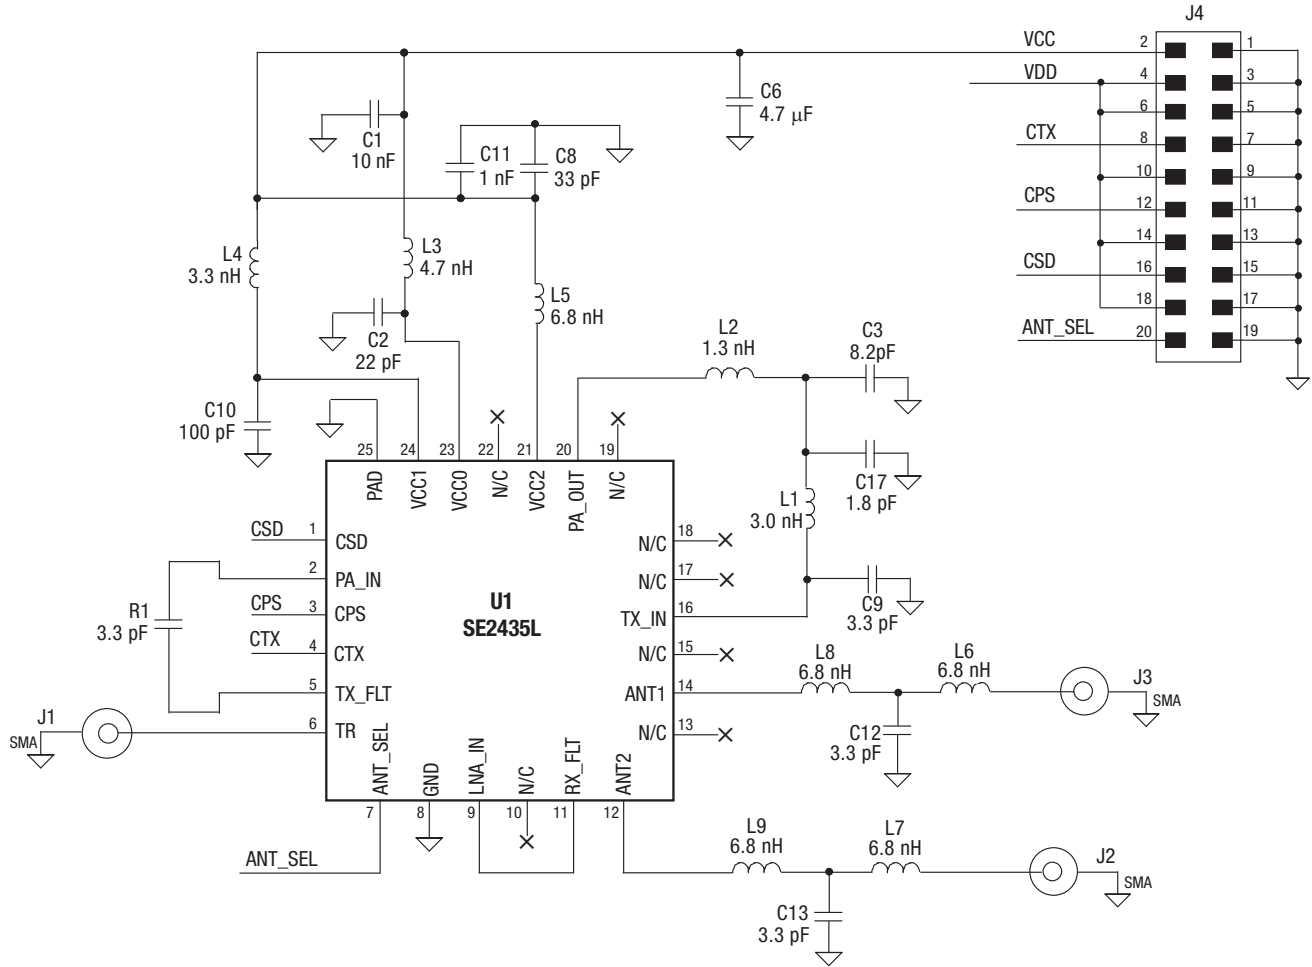 J4
VCC 2 1
VDD 4 3
6 5
CTX 8 7
10 9
CPS 12 11
14 13
CSD 16 15
18 17
ANT_SEL 20 19
C6
4.7 μF
C1
10 nF
C11
1 nF
C8
33 pF
L4
3.3 nH
L3
4.7 nH
L5
6.8 nH
C2
22 pF
L2
1.3 nH
C3
8.2pF
C10
100 pF
C17
1.8 pF
L1
3.0 nH
C9
3.3 pF
25 24 23 22 21 20 19
PAD VCC1 VCC0 N/C VCC2 PA_OUT N/C
U1
SE2435L
CSD 1 CSD
2 PA_IN
CPS 3 CPS
CTX 4 CTX
5 TX_FLT
6 TR
R1
3.3 pF
J1
SMA
N/C 18
N/C 17
TX_IN 16
N/C 15
ANT1 14
N/C 13
ANT_SEL GND LNA_IN N/C RX_FLT ANT2
7 8 9 10 11 12
ANT_SEL
L8
6.8 nH
L6
6.8 nH
J3
SMA
C12
3.3 pF
L9
6.8 nH
L7
6.8 nH
J2
SMA
C13
3.3 pF